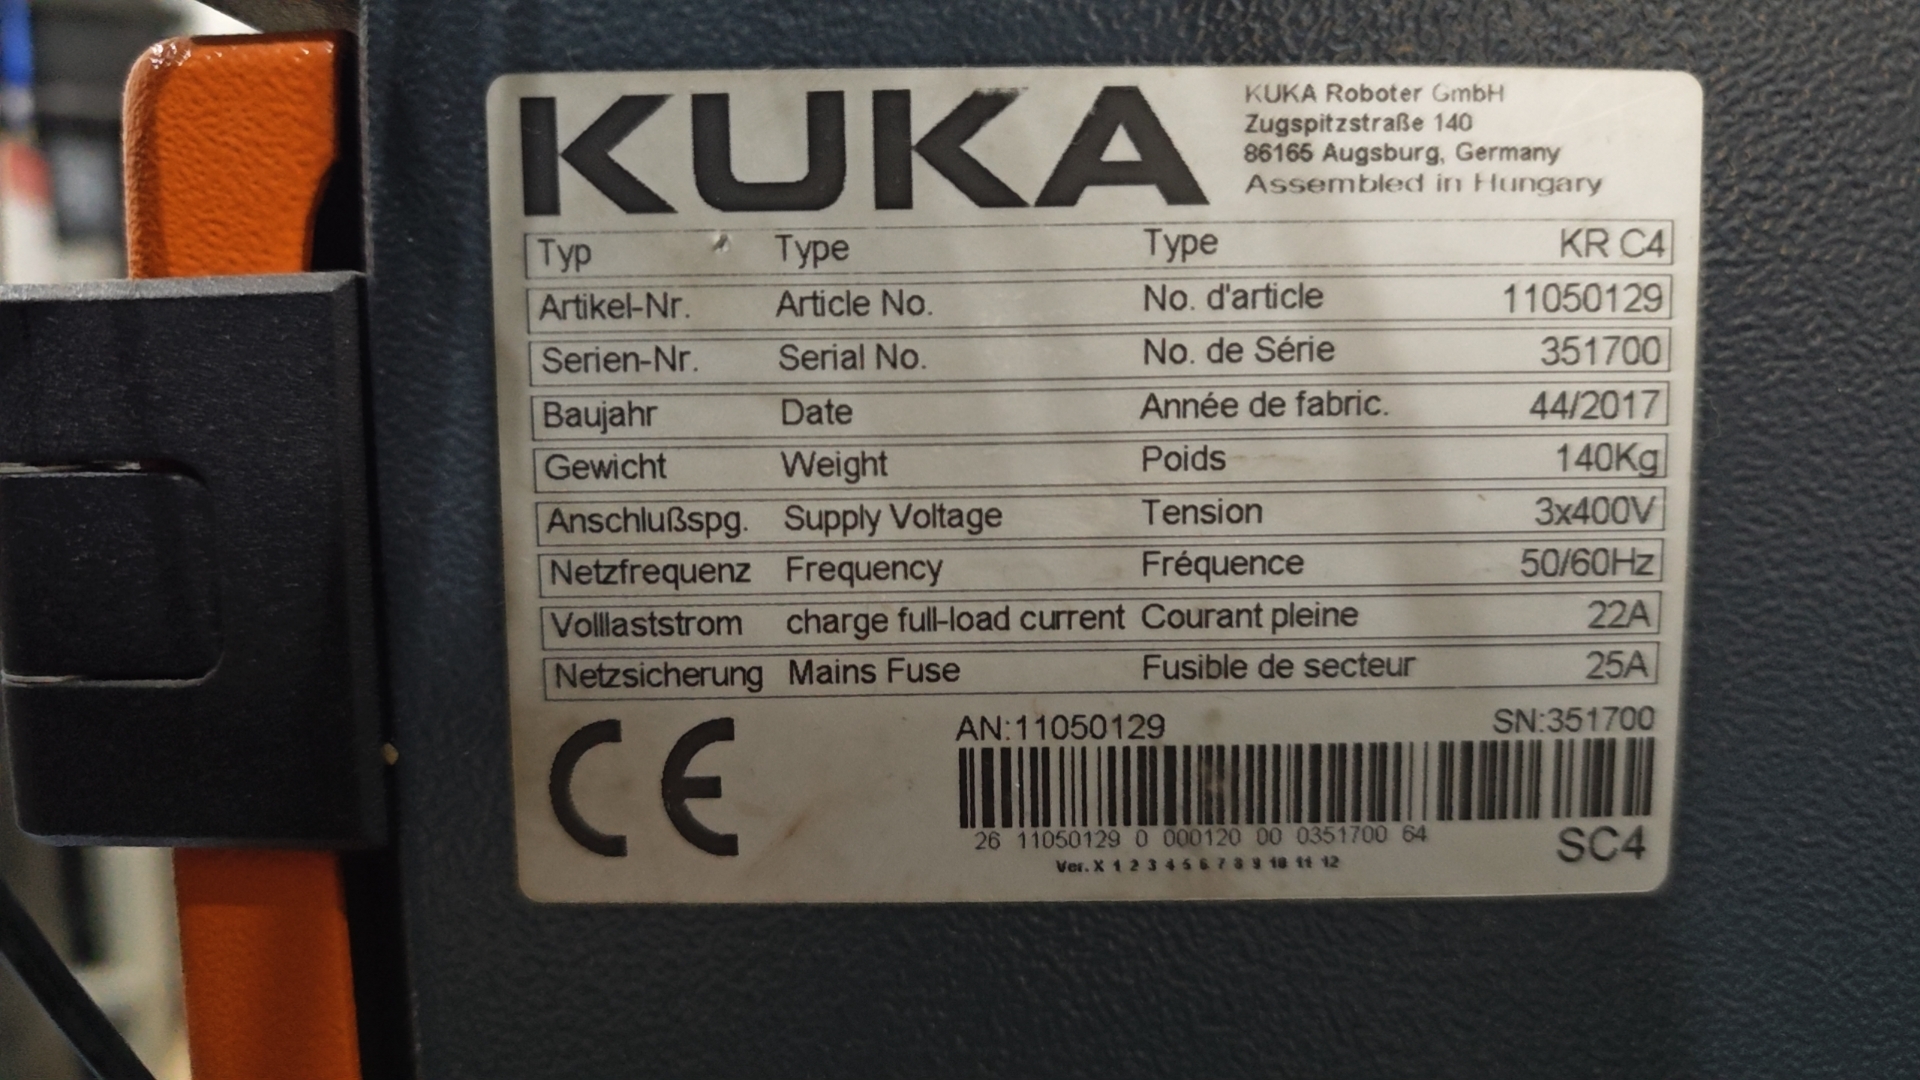 KUKA
KUKA Roboter GmbH
Zugspitzstraße 140
86165 Augsburg, Germany
Assembled in Hungary
Typ Type Type KR C4
Artikel-Nr. Article No. No. d'article 11050129
Serien-Nr. Serial No. No. de Série 351700
Baujahr Date Année de fabric. 44/2017
Gewicht Weight Poids 140Kg
Anschlußspg. Supply Voltage Tension 3x400V
Netzfrequenz Frequency Fréquence 50/60Hz
Volllaststrom charge full-load current Courant pleine 22A
Netzsicherung Mains Fuse Fusible de secteur 25A
CE
AN:11050129 SN:351700
26 11050129 0 000120 00 0351700 64
Ver. X 1 2 3 4 5 6 7 8 9 10 11 12
SC4